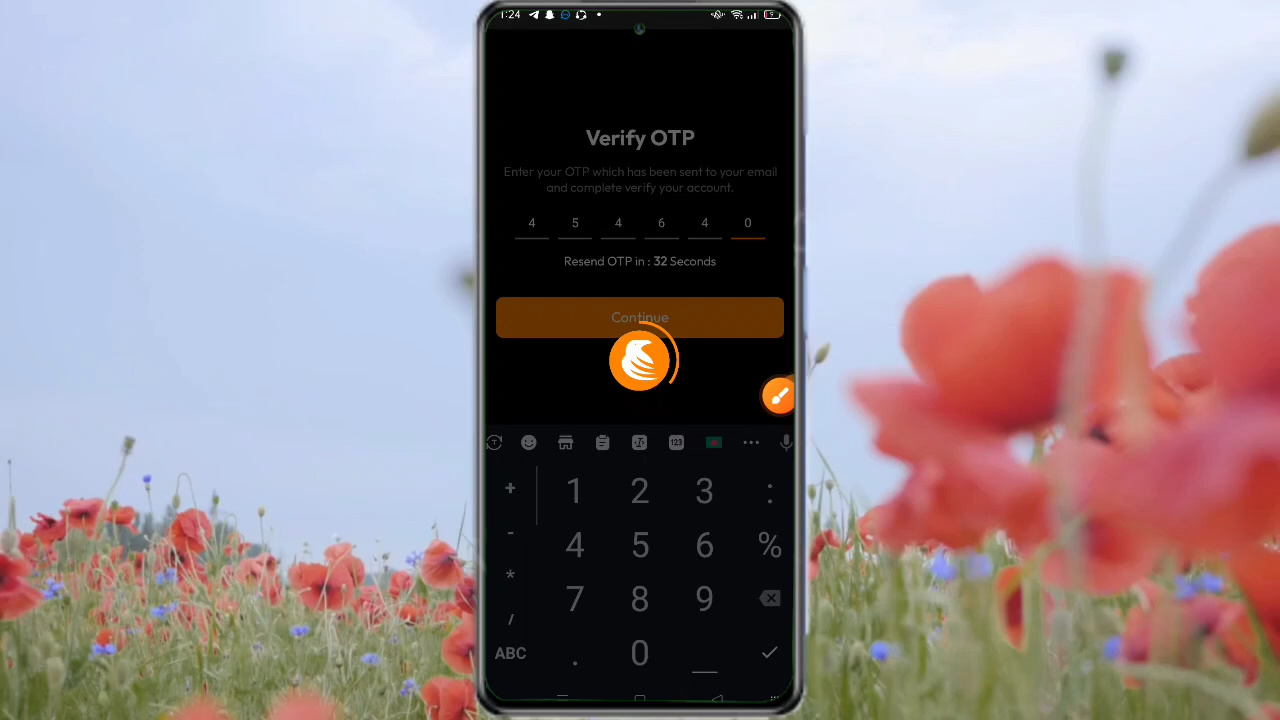 1:24
Verify OTP
Enter your OTP which has been sent to your email
and complete verify your account.
4 5 4 6 4 0
Resend OTP in : 32 Seconds
Continue
123
+ 1 2 3 :
- 4 5 6 %
* 7 8 9
/
ABC . 0 _